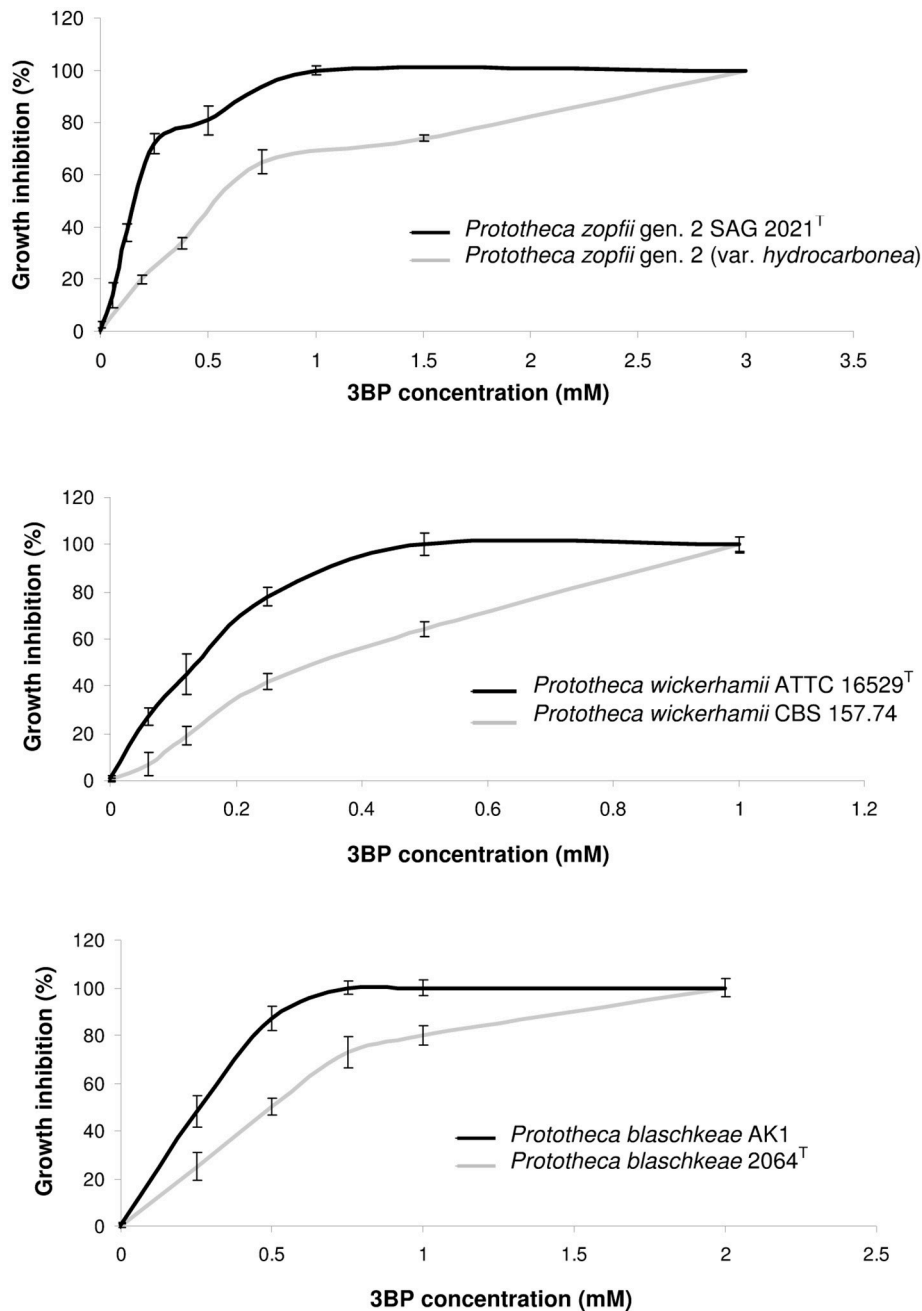 120
100
80
60
40
20
0
Growth inhibition (%)
Prototheca zopfii gen. 2 SAG 2021ᵀ
Prototheca zopfii gen. 2 (var. hydrocarbonea)
0 0.5 1 1.5 2 2.5 3 3.5
3BP concentration (mM)
120
100
80
60
40
20
0
Growth inhibition (%)
Prototheca wickerhamii ATTC 16529ᵀ
Prototheca wickerhamii CBS 157.74
0 0.2 0.4 0.6 0.8 1 1.2
3BP concentration (mM)
120
100
80
60
40
20
0
Growth inhibition (%)
Prototheca blaschkeae AK1
Prototheca blaschkeae 2064ᵀ
0 0.5 1 1.5 2 2.5
3BP concentration (mM)